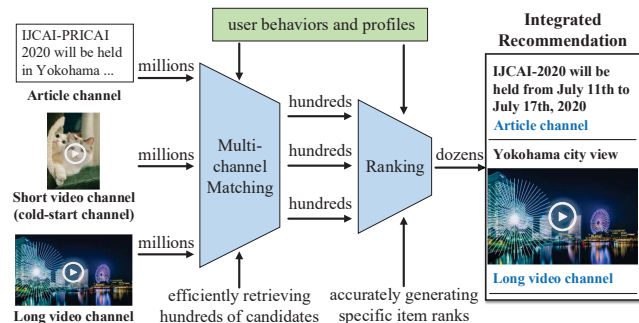 user behaviors and profiles
Integrated
Recommendation
IJCAI-PRICAI
2020 will be held
in Yokohama ...
Article channel
millions
Short video channel
(cold-start channel)
millions
Long video channel
millions
Multi-
channel
Matching
hundreds
hundreds
hundreds
Ranking
dozens
efficiently retrieving
hundreds of candidates
accurately generating
specific item ranks
IJCAI-2020 will be
held from July 11th to
July 17th, 2020
Article channel
Yokohama city view
Long video channel